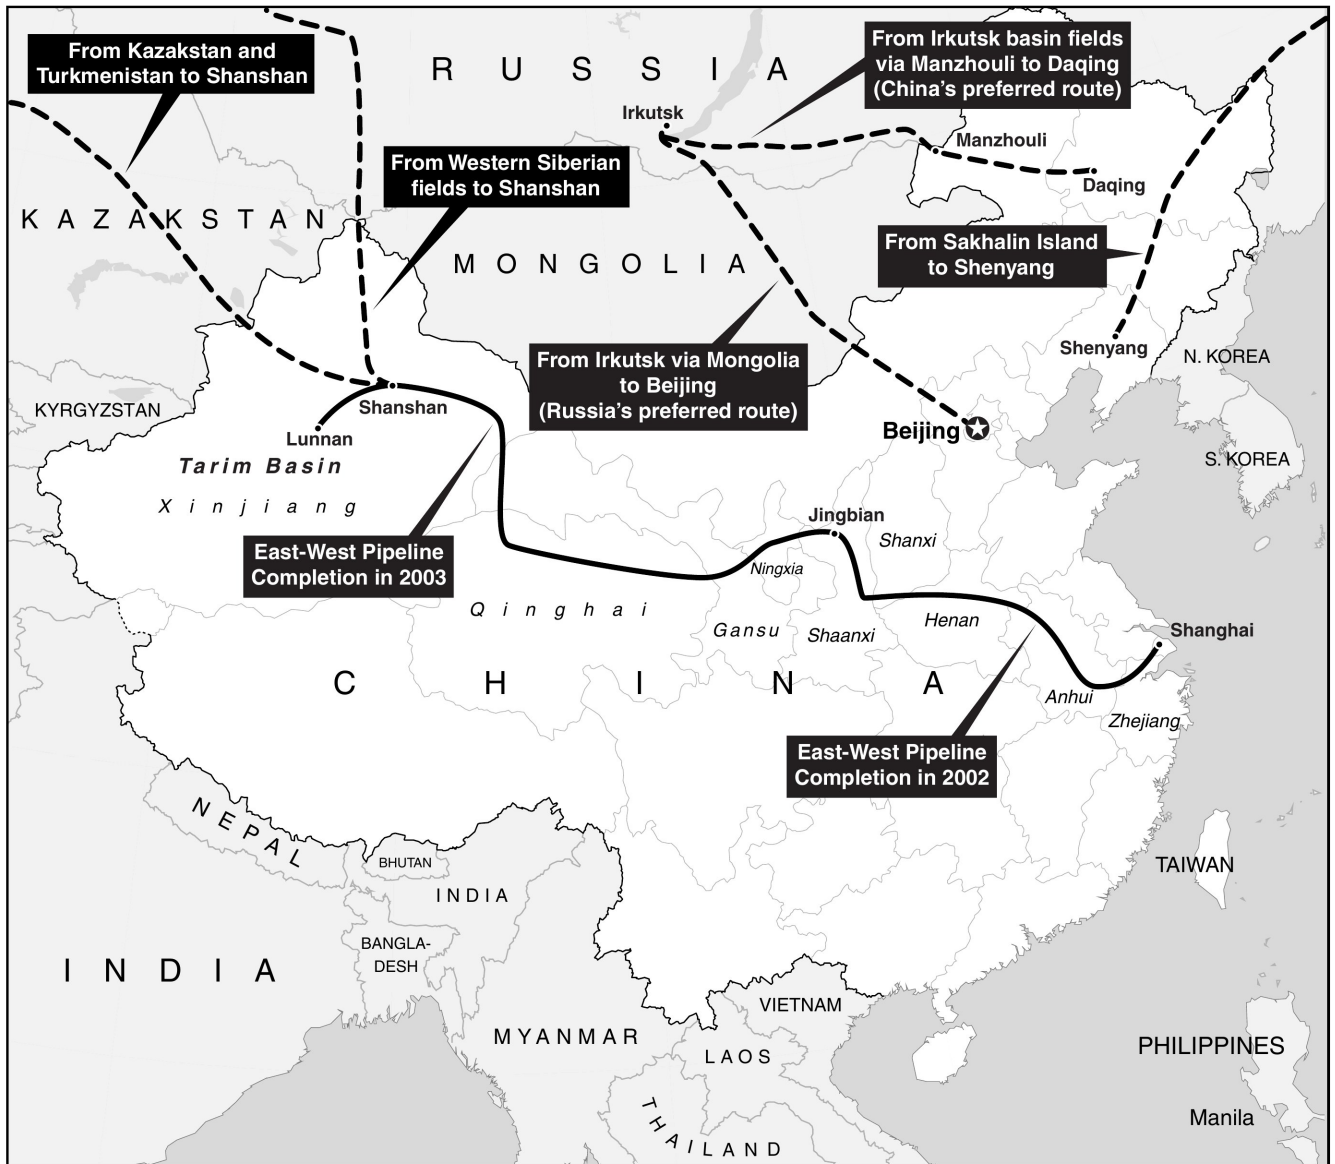 From Kazakstan and
Turkmenistan to Shanshan
R U S S I A
From Irkutsk basin fields
via Manzhouli to Daqing
(China's preferred route)
Irkutsk
Manzhouli
From Western Siberian
fields to Shanshan
Daqing
K A Z A K S T A N
M O N G O L I A
From Sakhalin Island
to Shenyang
Shenyang
N. KOREA
From Irkutsk via Mongolia
to Beijing
(Russia's preferred route)
KYRGYZSTAN
Shanshan
Lunnan
Beijing
S. KOREA
Tarim Basin
X i n j i a n g
Jingbian
Shanxi
East-West Pipeline
Completion in 2003
Ningxia
Q i n g h a i
Gansu
Shaanxi
Henan
Shanghai
C H I N A
Anhui
Zhejiang
East-West Pipeline
Completion in 2002
N E P A L
BHUTAN
INDIA
TAIWAN
BANGLA-
DESH
I N D I A
VIETNAM
MYANMAR
LAOS
PHILIPPINES
THAILAND
Manila